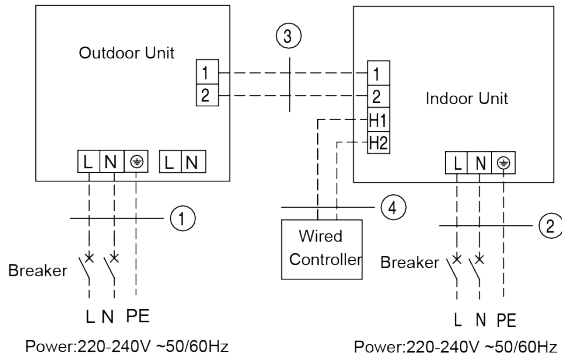 Outdoor Unit
1
2
L N ⏚ L N
③
1
2
H1
H2
Indoor Unit
L N ⏚
①
④
②
Wired
Controller
Breaker
Breaker
L N PE
L N PE
Power:220-240V ~50/60Hz
Power:220-240V ~50/60Hz